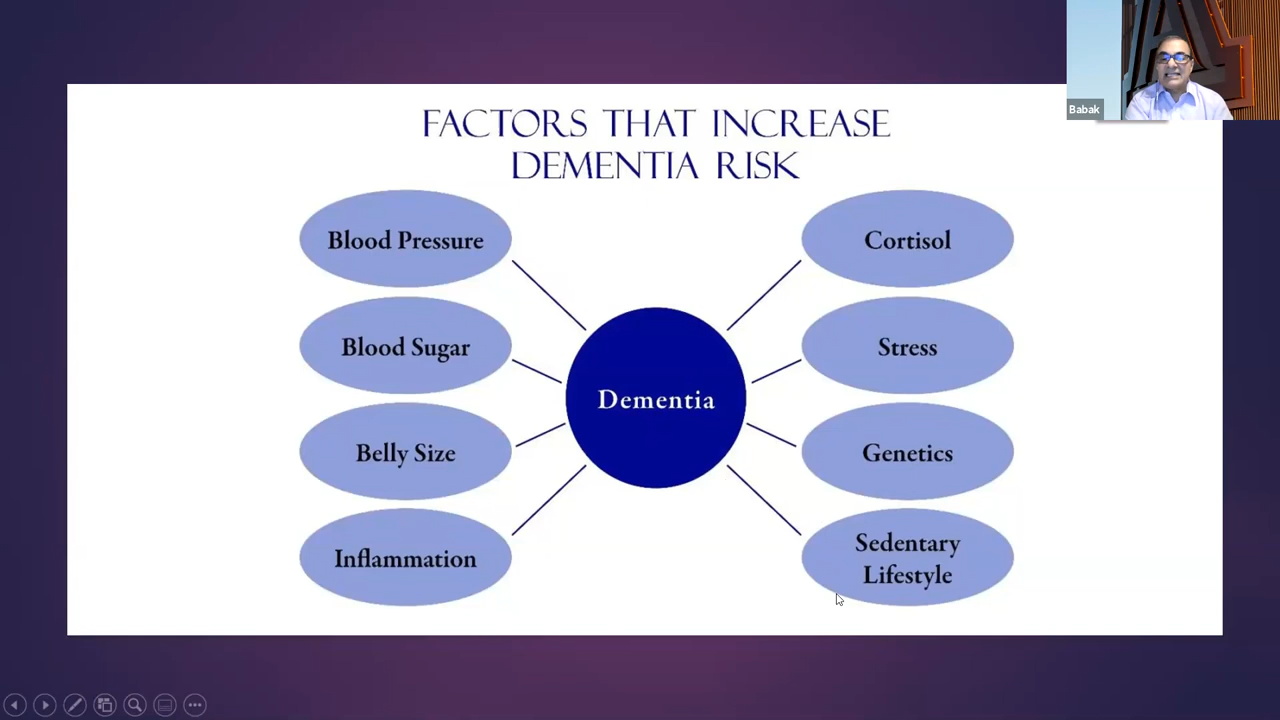 Babak
FACTORS THAT INCREASE
DEMENTIA RISK
Blood Pressure
Blood Sugar
Belly Size
Inflammation
Dementia
Cortisol
Stress
Genetics
Sedentary
Lifestyle